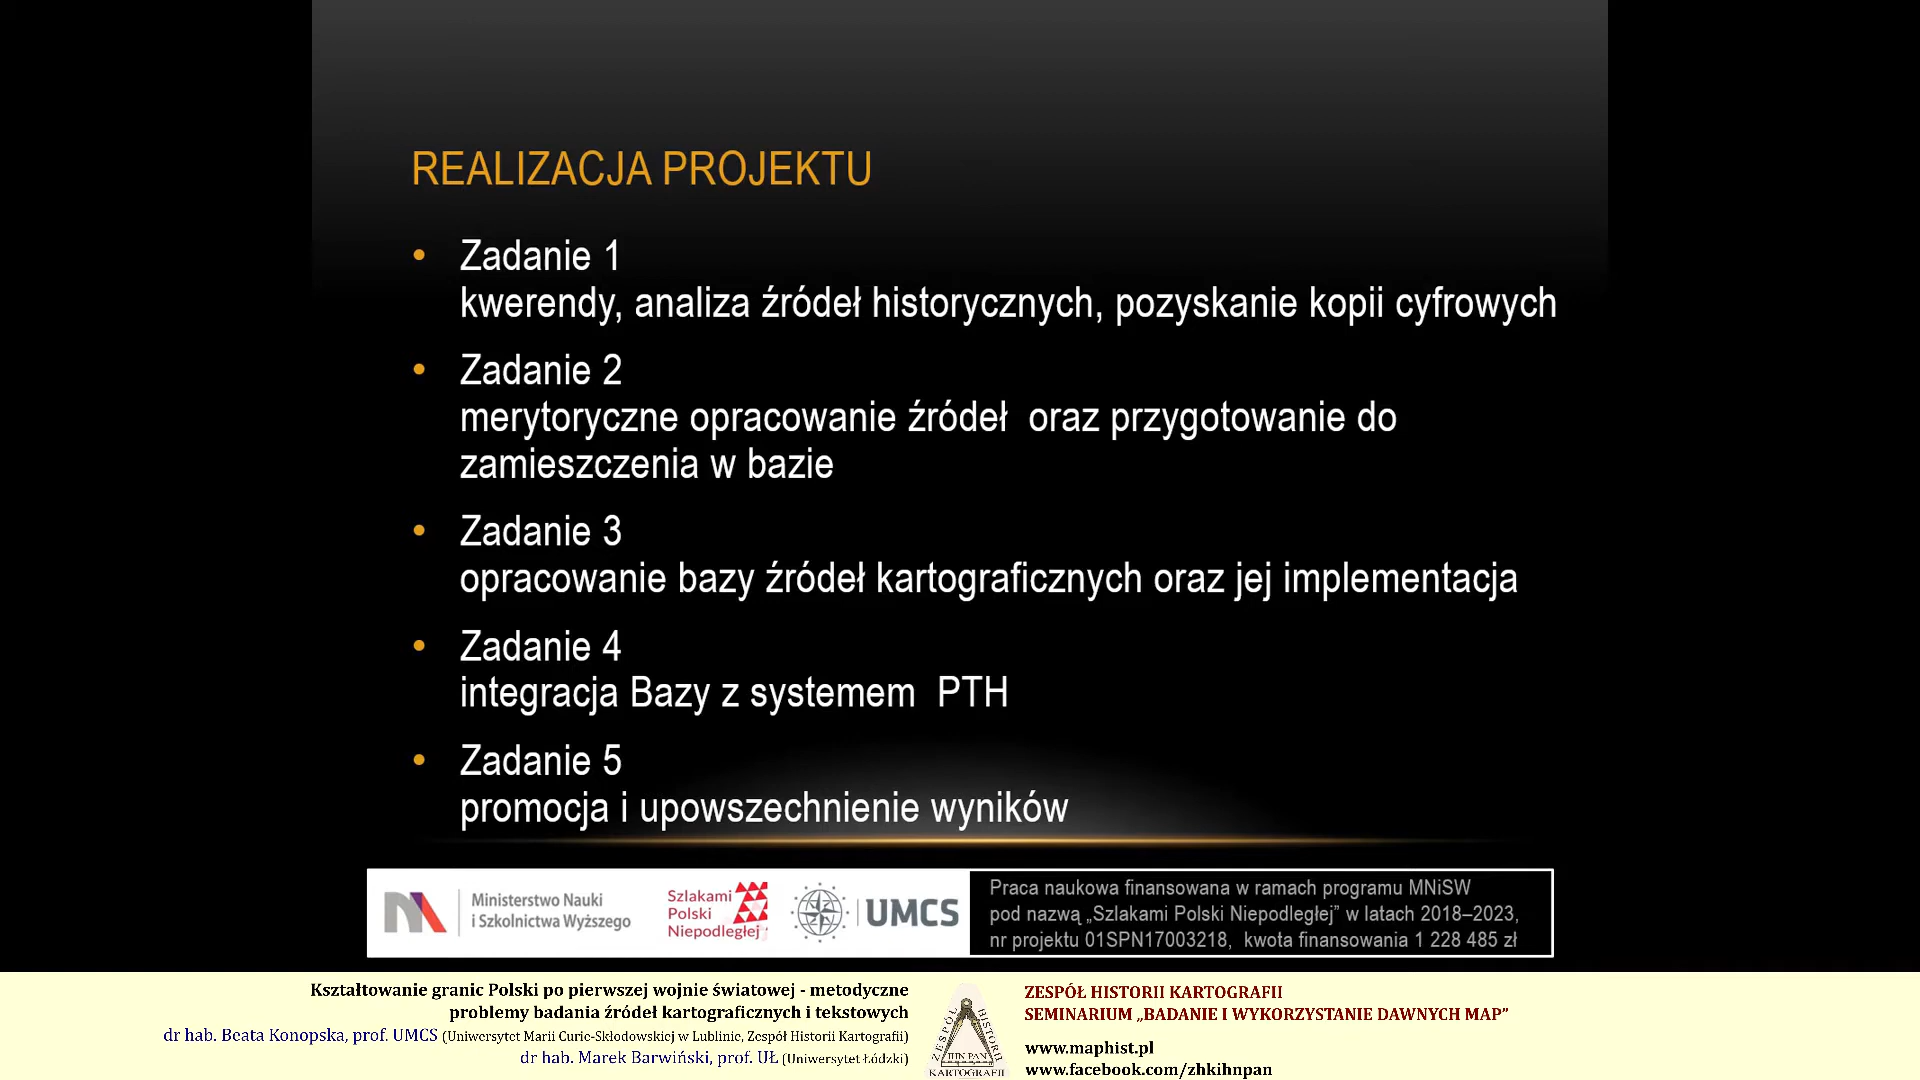 REALIZACJA PROJEKTU
• Zadanie 1
kwerendy, analiza źródeł historycznych, pozyskanie kopii cyfrowych
• Zadanie 2
merytoryczne opracowanie źródeł oraz przygotowanie do
zamieszczenia w bazie
• Zadanie 3
opracowanie bazy źródeł kartograficznych oraz jej implementacja
• Zadanie 4
integracja Bazy z systemem PTH
• Zadanie 5
promocja i upowszechnienie wyników
Ministerstwo Nauki
i Szkolnictwa Wyższego
Szlakami
Polski
Niepodległej
UMCS
Praca naukowa finansowana w ramach programu MNiSW
pod nazwą „Szlakami Polski Niepodległej” w latach 2018–2023,
nr projektu 01SPN17003218, kwota finansowania 1 228 485 zł
Kształtowanie granic Polski po pierwszej wojnie światowej - metodyczne
problemy badania źródeł kartograficznych i tekstowych
dr hab. Beata Konopska, prof. UMCS (Uniwersytet Marii Curie-Skłodowskiej w Lublinie, Zespół Historii Kartografii)
dr hab. Marek Barwiński, prof. UŁ (Uniwersytet Łódzki)
ZESPÓŁ HISTORII
IHN PAN
KARTOGRAFII
ZESPÓŁ HISTORII KARTOGRAFII
SEMINARIUM „BADANIE I WYKORZYSTANIE DAWNYCH MAP”
www.maphist.pl
www.facebook.com/zhkihnpan